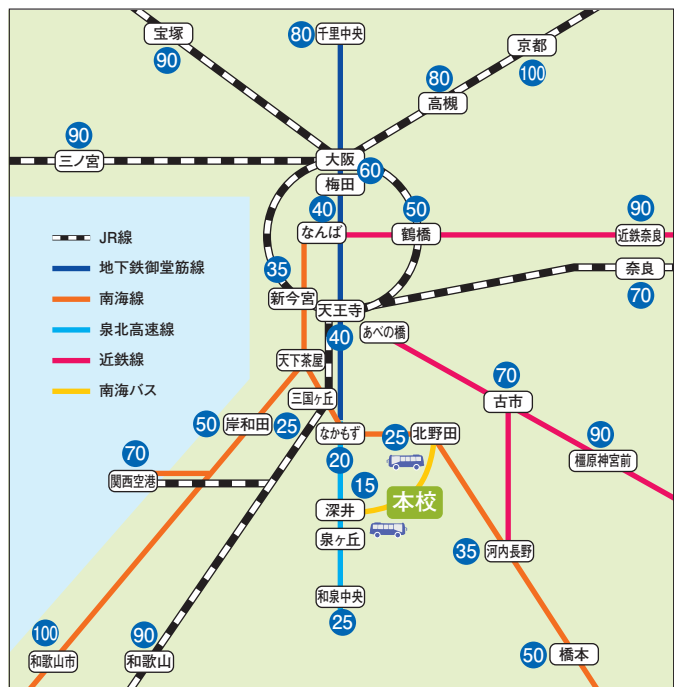 宝塚
90
80
千里中央
京都
100
80
高槻
90
三ノ宮
大阪
60
梅田
40
なんば
50
鶴橋
90
近鉄奈良
JR線
地下鉄御堂筋線
南海線
泉北高速線
近鉄線
南海バス
35
新今宮
天王寺
40
あべの橋
奈良
70
天下茶屋
三国ヶ丘
70
古市
50
岸和田
25
なかもず
25
北野田
90
橿原神宮前
70
関西空港
20
15
深井
本校
泉ヶ丘
35
河内長野
和泉中央
25
100
和歌山市
90
和歌山
50
橋本